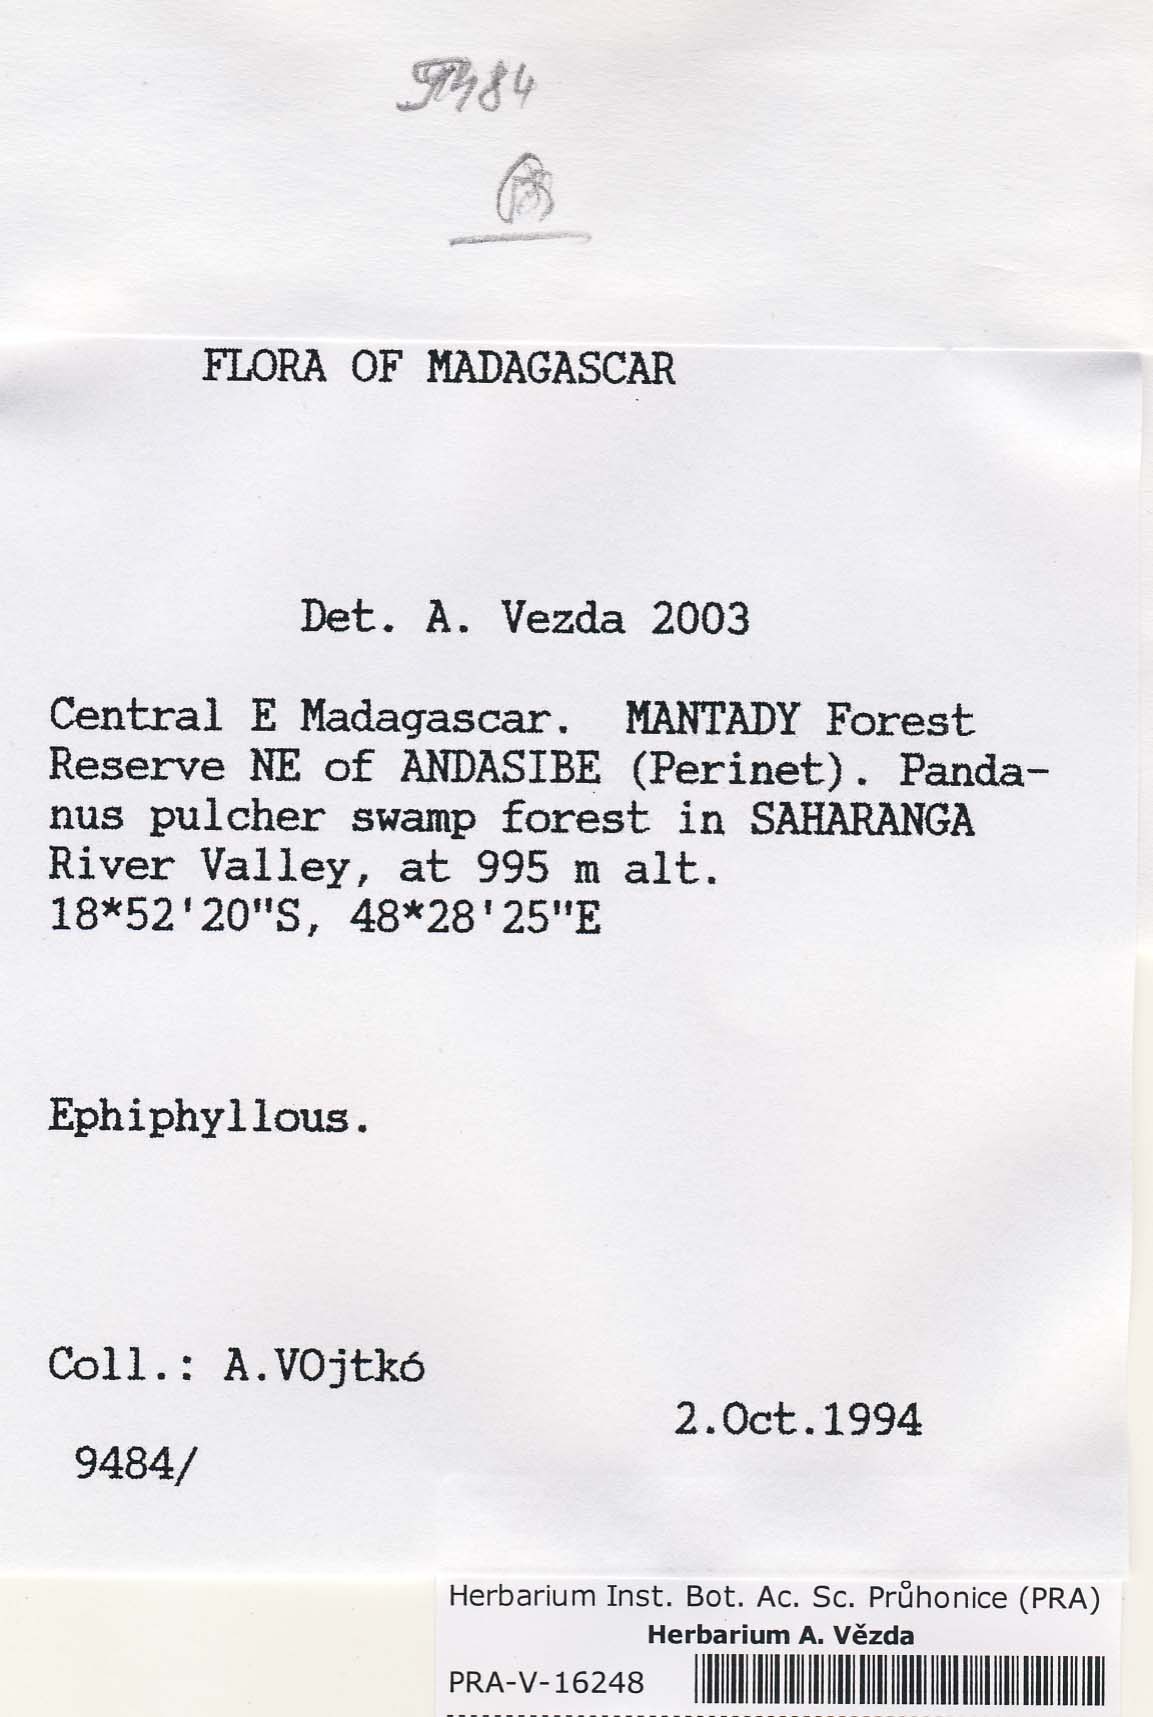 FLORA OF MADAGASCAR
Det. A. Vezda 2003
Central E Madagascar. MANTADY Forest
Reserve NE of ANDASIBE (Perinet). Panda-
nus pulcher swamp forest in SAHARANGA
River Valley, at 995 m alt.
18*52'20"S, 48*28'25"E
Ephiphyllous.
Coll.: A.VOjtkó
2.Oct.1994
9484/
Herbarium Inst. Bot. Ac. Sc. Průhonice (PRA)
Herbarium A. Vězda
PRA-V-16248